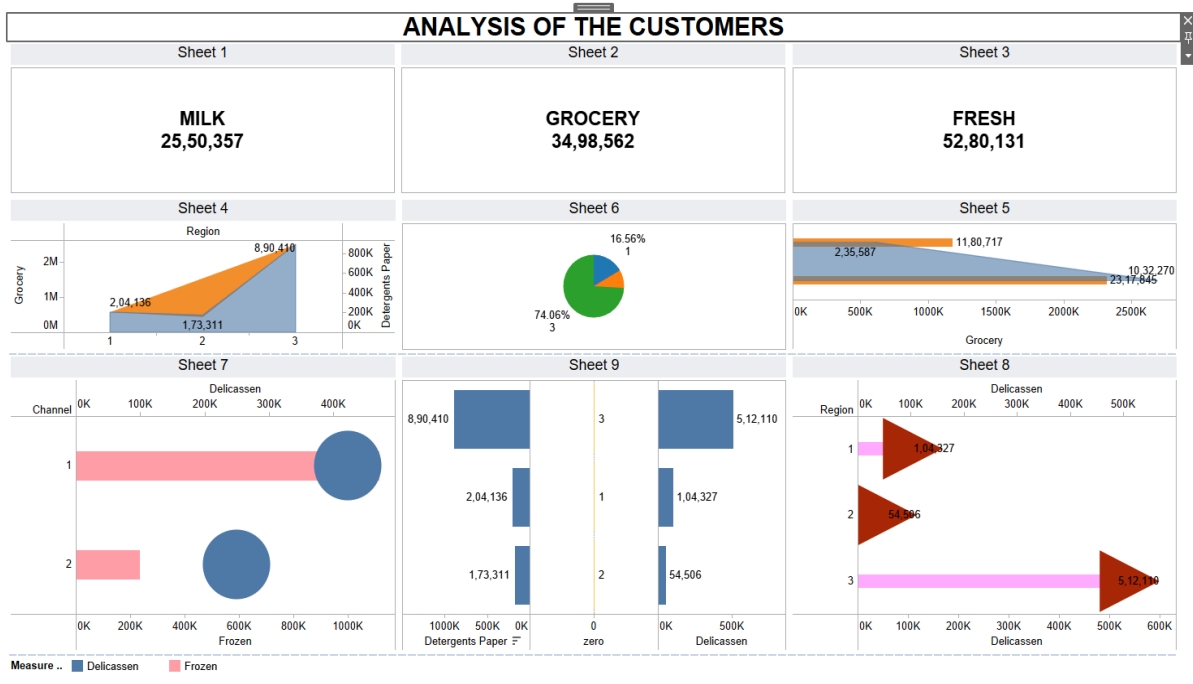 ANALYSIS OF THE CUSTOMERS
Sheet 1
MILK
25,50,357
Sheet 2
GROCERY
34,98,562
Sheet 3
FRESH
52,80,131
Sheet 4
Region
Grocery
2M
1M
0M
8,90,410
2,04,136
1,73,311
800K
600K
400K
200K
0K
Detergents Paper
1 2 3
Sheet 6
16.56%
1
74.06%
3
Sheet 5
11,80,717
2,35,587
10,32,270
23,17,845
0K 500K 1000K 1500K 2000K 2500K
Grocery
Sheet 7
Delicassen
Channel 0K 100K 200K 300K 400K
1
2
0K 200K 400K 600K 800K 1000K
Frozen
Sheet 9
8,90,410 3 5,12,110
2,04,136 1 1,04,327
1,73,311 2 54,506
1000K 500K 0K 0 0K 500K
Detergents Paper zero Delicassen
Sheet 8
Delicassen
Region 0K 100K 200K 300K 400K 500K
1 1,04,327
2 54,506
3 5,12,110
0K 100K 200K 300K 400K 500K 600K
Delicassen
Measure .. Delicassen Frozen